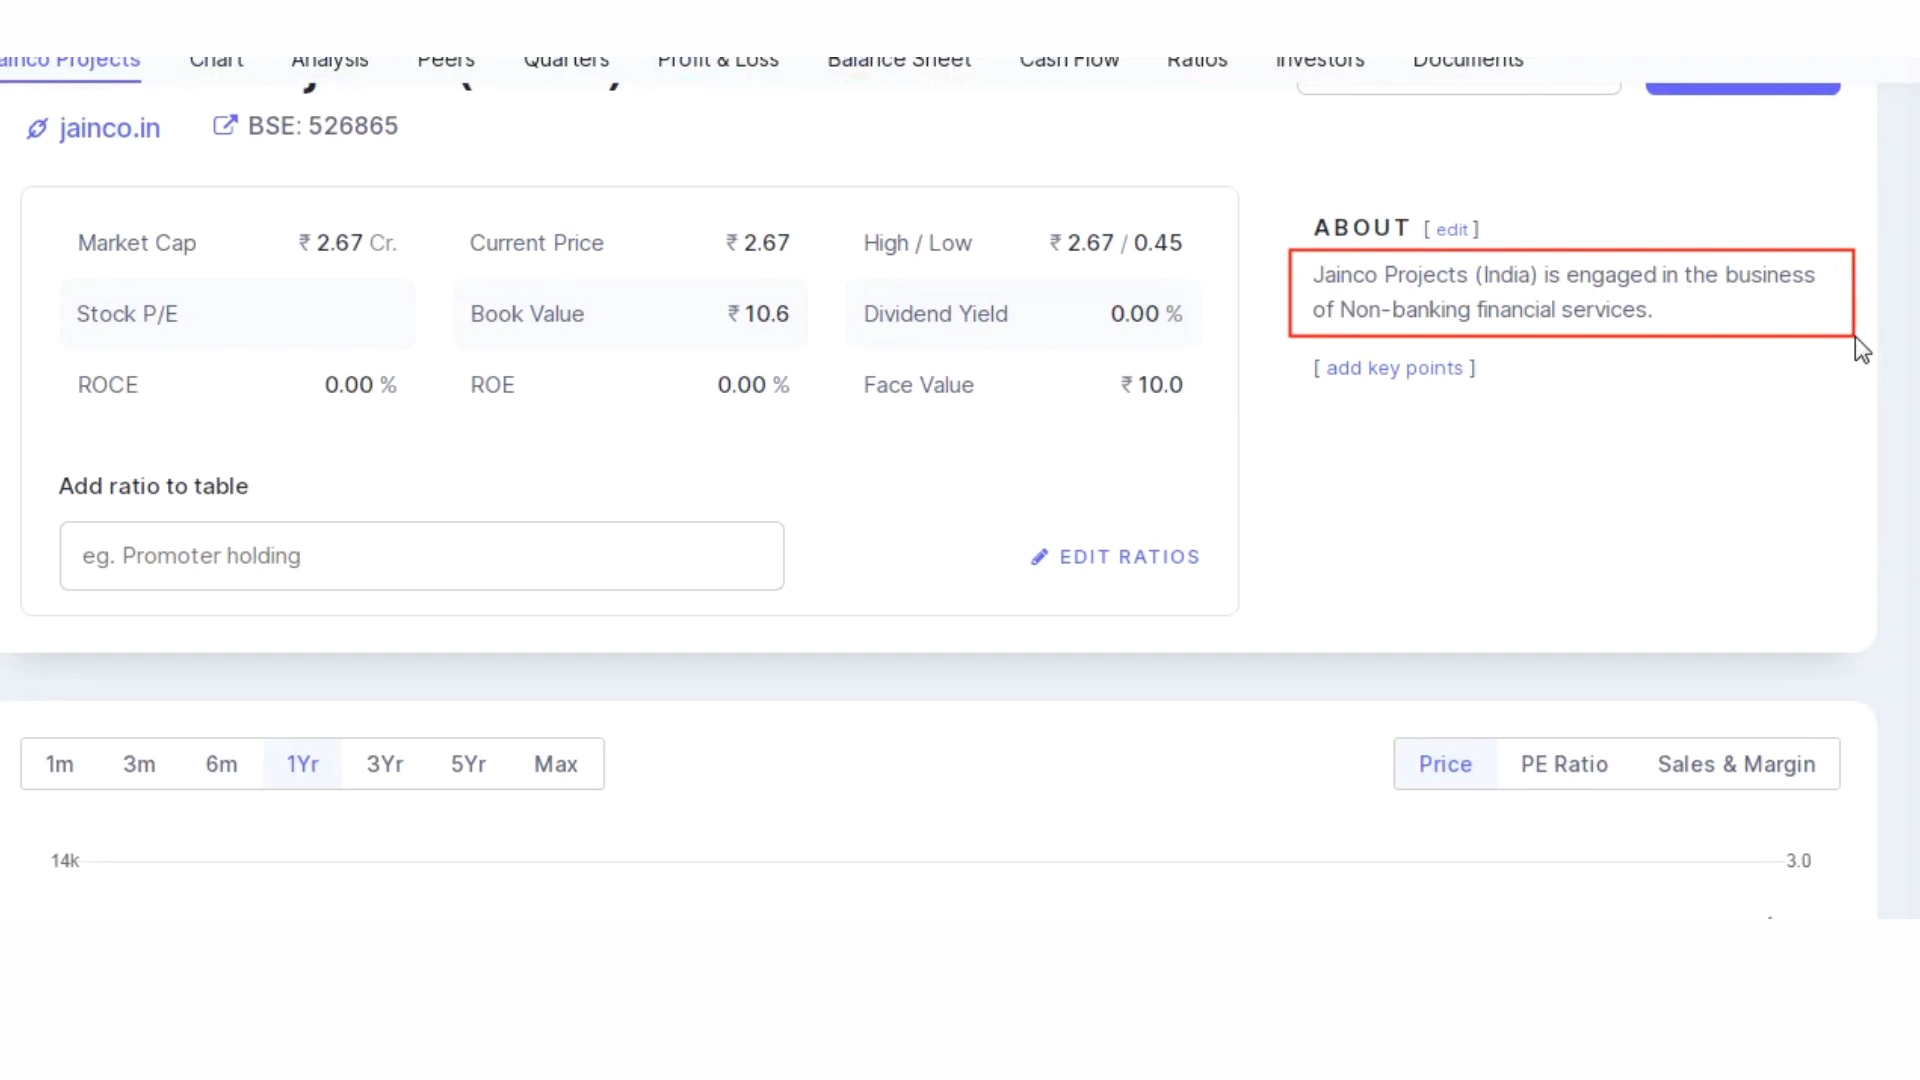 ainco Projects Chart Analysis Peers Quarters Profit & Loss Balance Sheet Cash Flow Ratios Investors Documents
jainco.in BSE: 526865
Market Cap ₹ 2.67 Cr. Current Price ₹ 2.67 High / Low ₹ 2.67 / 0.45
Stock P/E Book Value ₹ 10.6 Dividend Yield 0.00 %
ROCE 0.00 % ROE 0.00 % Face Value ₹ 10.0
Add ratio to table
eg. Promoter holding
EDIT RATIOS
ABOUT [ edit ]
Jainco Projects (India) is engaged in the business
of Non-banking financial services.
[ add key points ]
1m 3m 6m 1Yr 3Yr 5Yr Max
Price PE Ratio Sales & Margin
14k 3.0